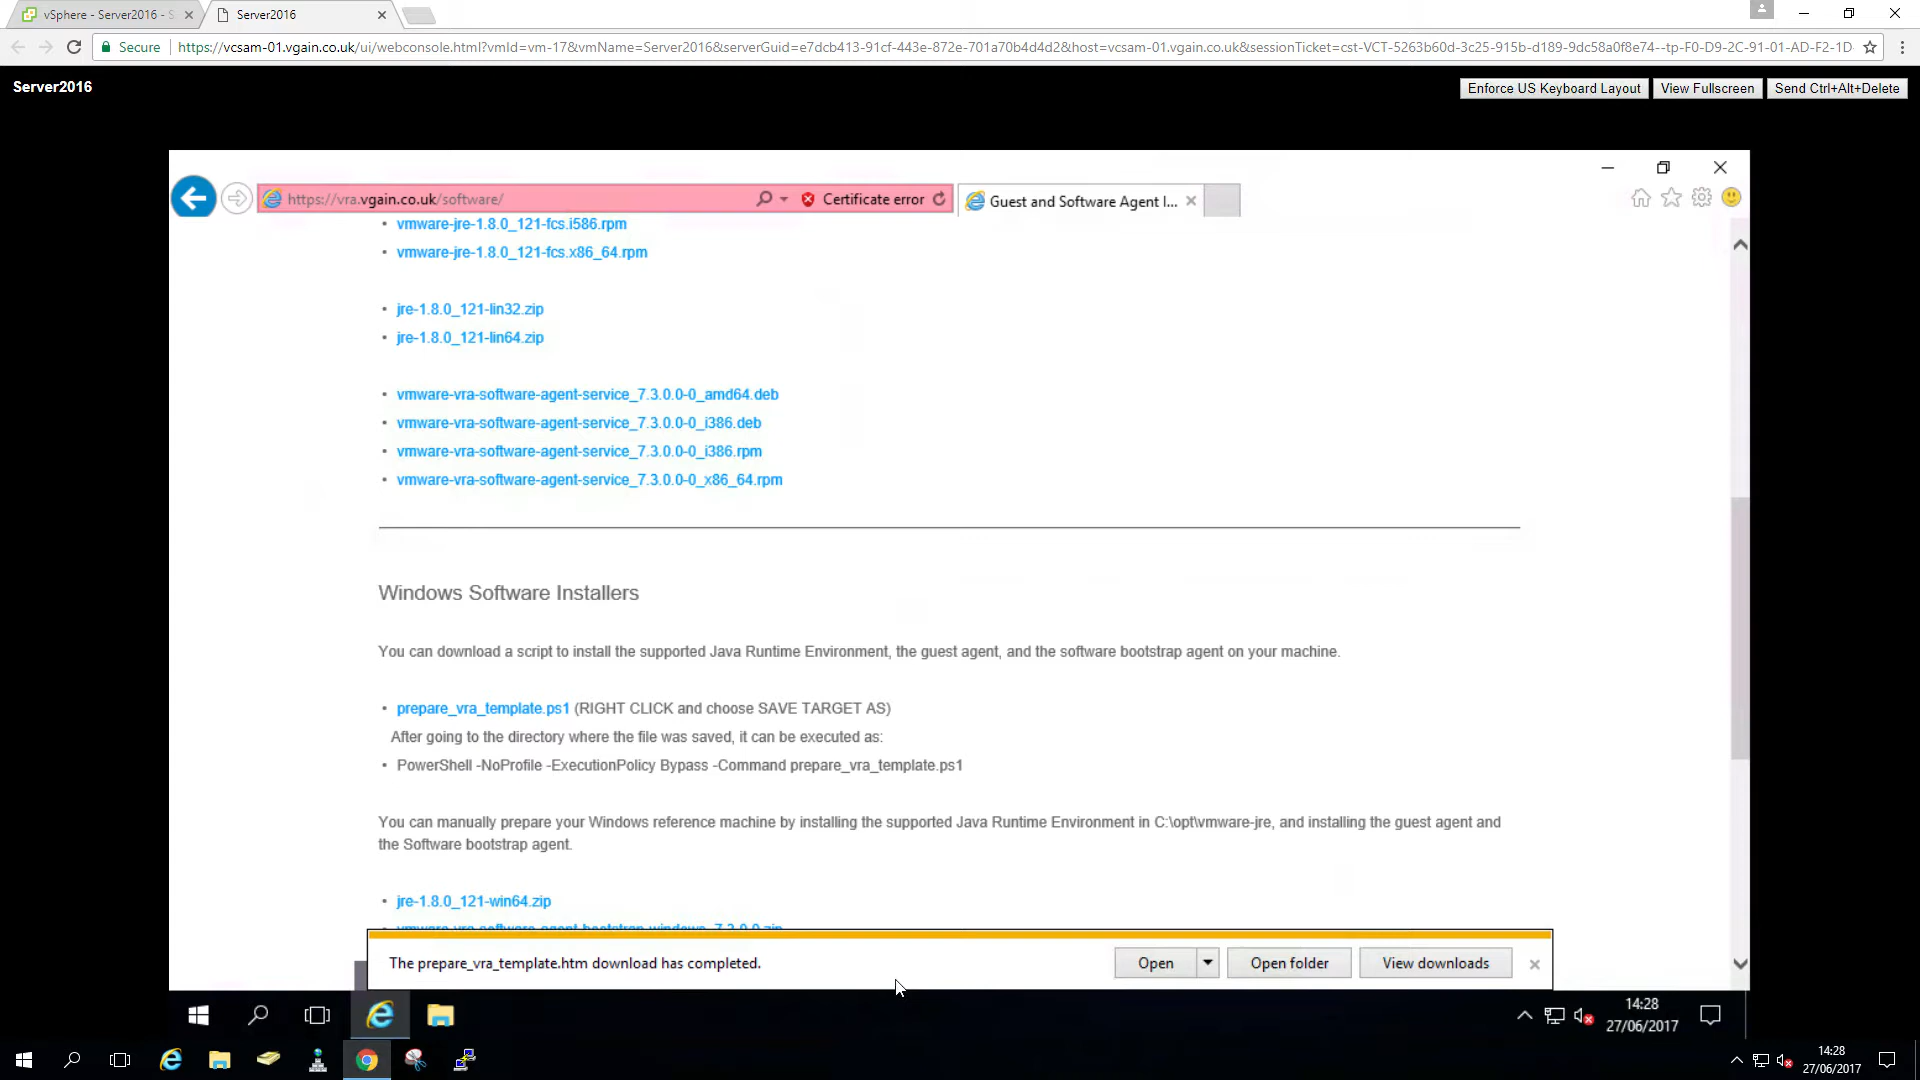 vSphere - Server2016 - S
Server2016
Secure
https://vcsam-01.vgain.co.uk/ui/webconsole.html?vmId=vm-17&vmName=Server2016&serverGuid=e7dcb413-91cf-443e-872e-701a70b4d4d2&host=vcsam-01.vgain.co.uk&sessionTicket=cst-VCT-5263b60d-3c25-915b-d189-9dc58a0f8e74--tp-F0-D9-2C-91-01-AD-F2-1D
Server2016
Enforce US Keyboard Layout
View Fullscreen
Send Ctrl+Alt+Delete
https://vra.vgain.co.uk/software/
Certificate error
Guest and Software Agent I...
• vmware-jre-1.8.0_121-fcs.i586.rpm
• vmware-jre-1.8.0_121-fcs.x86_64.rpm
• jre-1.8.0_121-lin32.zip
• jre-1.8.0_121-lin64.zip
• vmware-vra-software-agent-service_7.3.0.0-0_amd64.deb
• vmware-vra-software-agent-service_7.3.0.0-0_i386.deb
• vmware-vra-software-agent-service_7.3.0.0-0_i386.rpm
• vmware-vra-software-agent-service_7.3.0.0-0_x86_64.rpm
Windows Software Installers
You can download a script to install the supported Java Runtime Environment, the guest agent, and the software bootstrap agent on your machine.
• prepare_vra_template.ps1 (RIGHT CLICK and choose SAVE TARGET AS)
After going to the directory where the file was saved, it can be executed as:
• PowerShell -NoProfile -ExecutionPolicy Bypass -Command prepare_vra_template.ps1
You can manually prepare your Windows reference machine by installing the supported Java Runtime Environment in C:\opt\vmware-jre, and installing the guest agent and
the Software bootstrap agent.
• jre-1.8.0_121-win64.zip
• vmware-vra-software-agent-bootstrap-windows_7.3.0.0.zip
The prepare_vra_template.htm download has completed.
Open
Open folder
View downloads
14:28
27/06/2017
14:28
27/06/2017